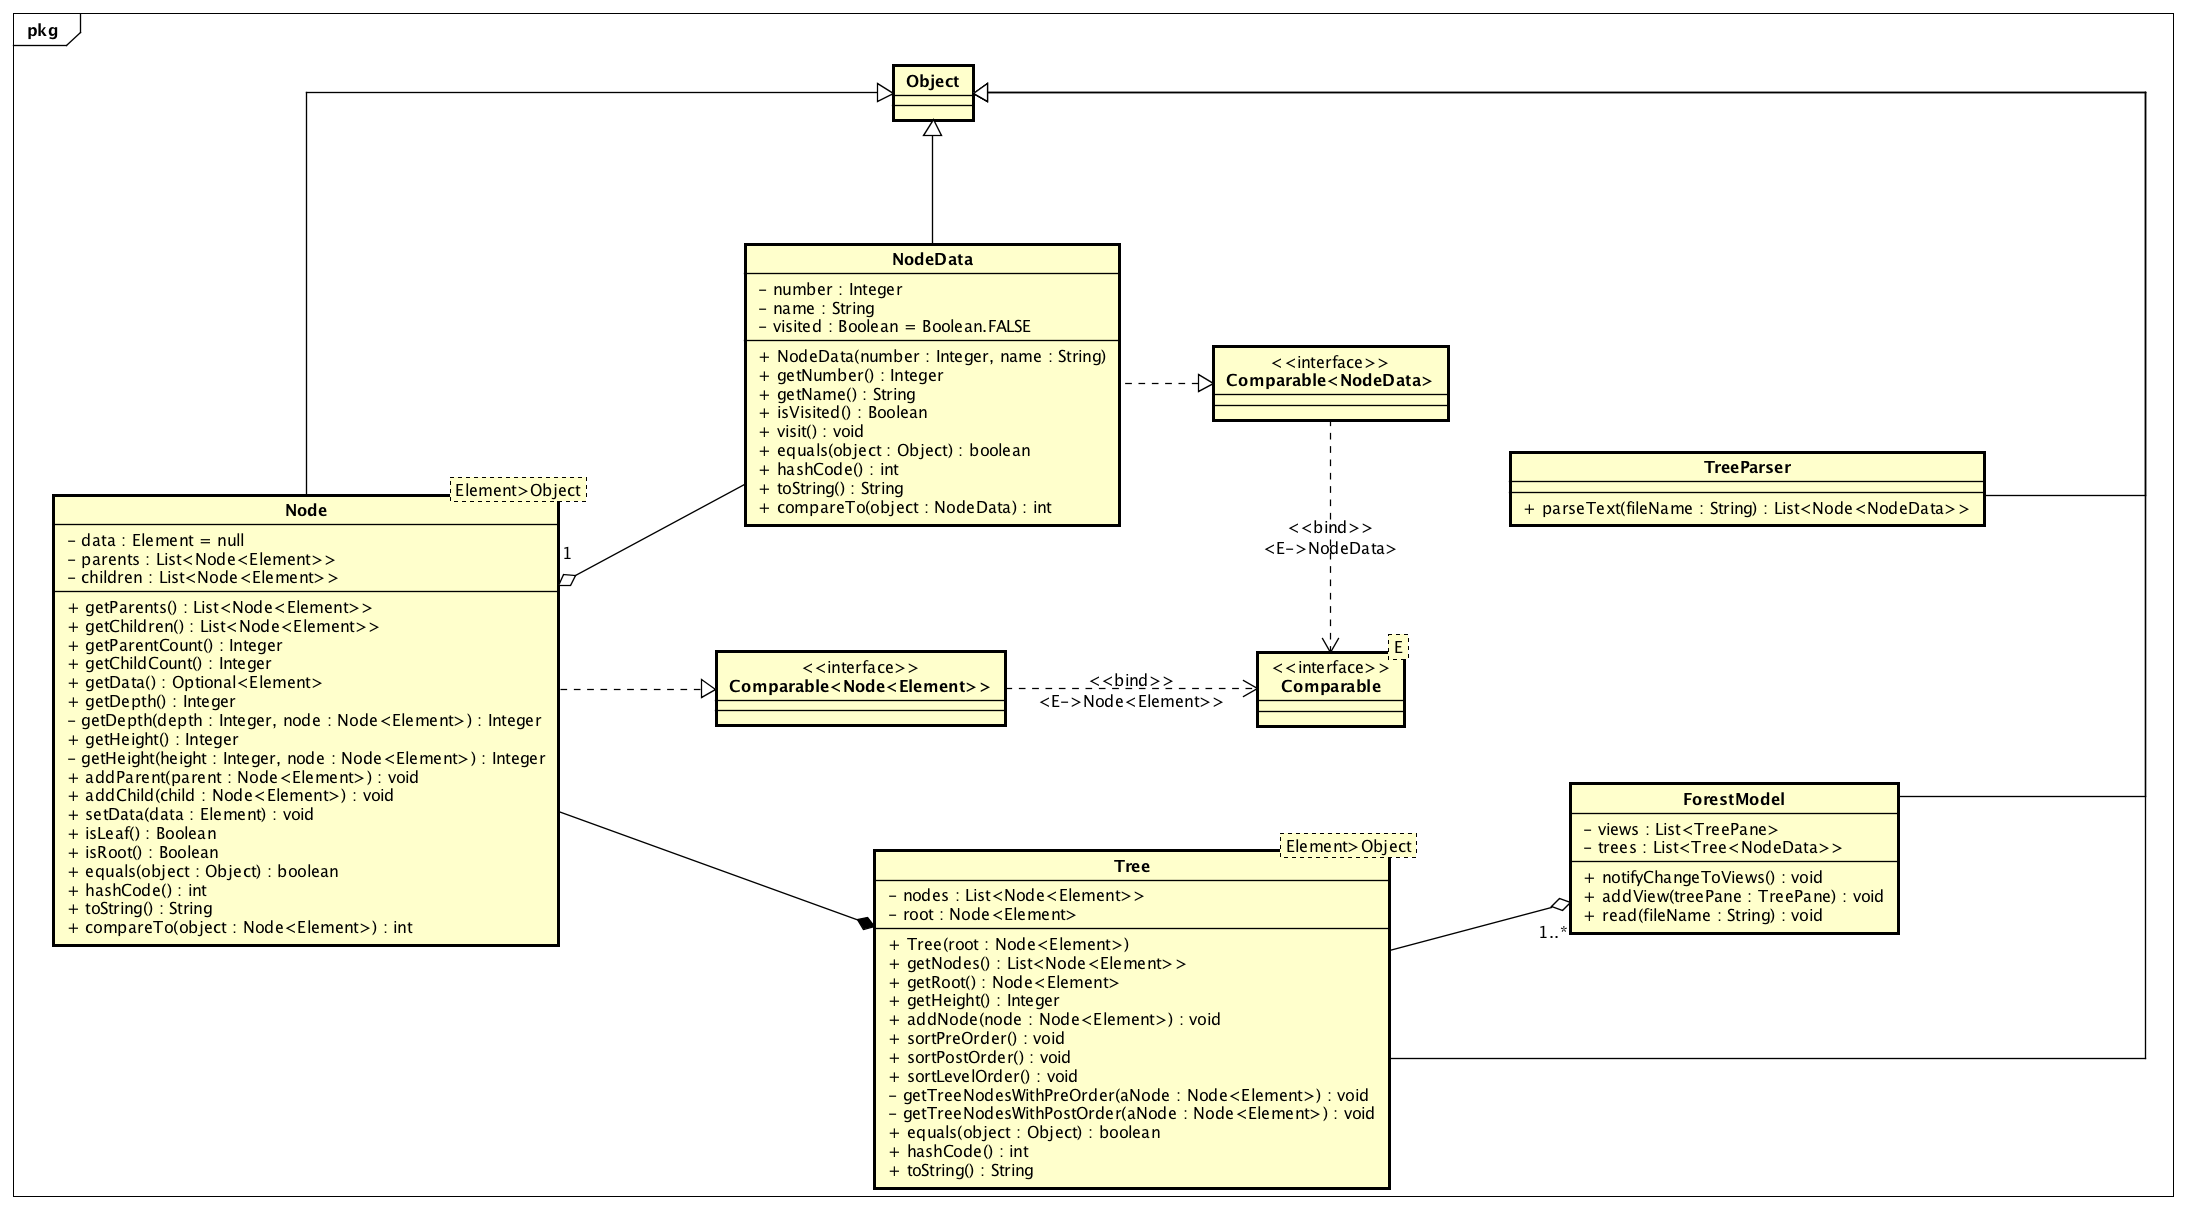 pkg
Object
NodeData
- number : Integer
- name : String
- visited : Boolean = Boolean.FALSE
+ NodeData(number : Integer, name : String)
+ getNumber() : Integer
+ getName() : String
+ isVisited() : Boolean
+ visit() : void
+ equals(object : Object) : boolean
+ hashCode() : int
+ toString() : String
+ compareTo(object : NodeData) : int
<<interface>>
Comparable<NodeData>
<<bind>>
<E->NodeData>
TreeParser
+ parseText(fileName : String) : List<Node<NodeData>>
Element>Object
Node
- data : Element = null
- parents : List<Node<Element>>
- children : List<Node<Element>>
+ getParents() : List<Node<Element>>
+ getChildren() : List<Node<Element>>
+ getParentCount() : Integer
+ getChildCount() : Integer
+ getData() : Optional<Element>
+ getDepth() : Integer
- getDepth(depth : Integer, node : Node<Element>) : Integer
+ getHeight() : Integer
- getHeight(height : Integer, node : Node<Element>) : Integer
+ addParent(parent : Node<Element>) : void
+ addChild(child : Node<Element>) : void
+ setData(data : Element) : void
+ isLeaf() : Boolean
+ isRoot() : Boolean
+ equals(object : Object) : boolean
+ hashCode() : int
+ toString() : String
+ compareTo(object : Node<Element>) : int
1
<<interface>>
Comparable<Node<Element>>
<<bind>>
<E->Node<Element>>
E
<<interface>>
Comparable
ForestModel
- views : List<TreePane>
- trees : List<Tree<NodeData>>
+ notifyChangeToViews() : void
+ addView(treePane : TreePane) : void
+ read(fileName : String) : void
1..*
Element>Object
Tree
- nodes : List<Node<Element>>
- root : Node<Element>
+ Tree(root : Node<Element>)
+ getNodes() : List<Node<Element>>
+ getRoot() : Node<Element>
+ getHeight() : Integer
+ addNode(node : Node<Element>) : void
+ sortPreOrder() : void
+ sortPostOrder() : void
+ sortLevelOrder() : void
- getTreeNodesWithPreOrder(aNode : Node<Element>) : void
- getTreeNodesWithPostOrder(aNode : Node<Element>) : void
+ equals(object : Object) : boolean
+ hashCode() : int
+ toString() : String